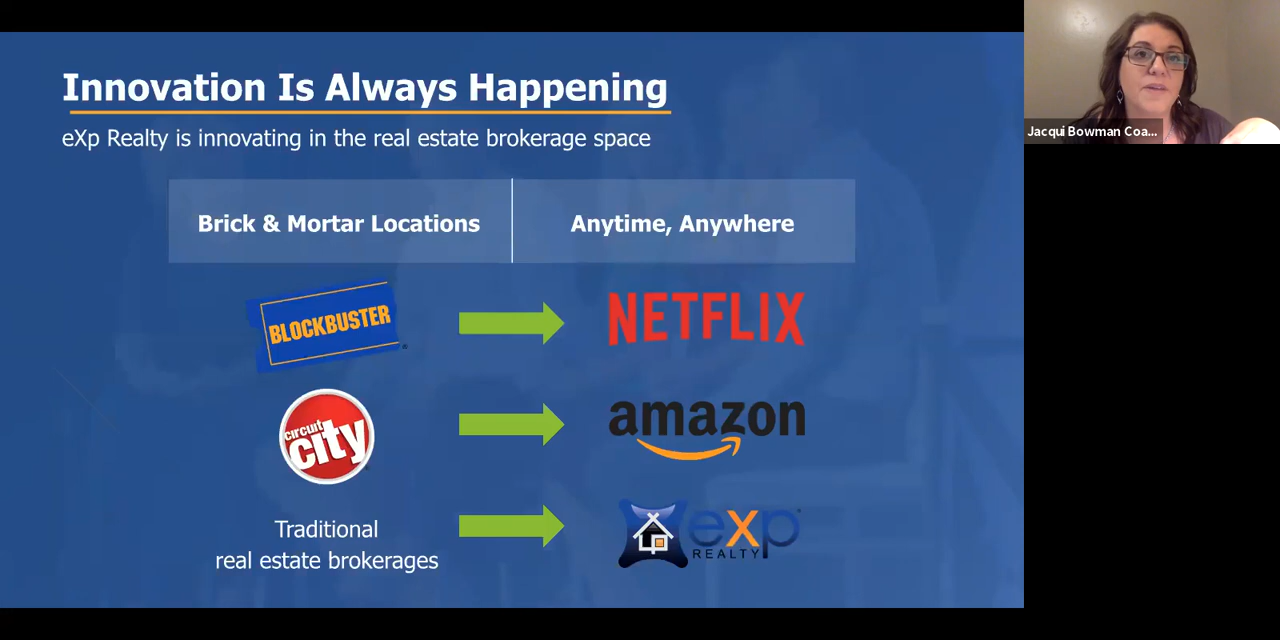 Innovation Is Always Happening
eXp Realty is innovating in the real estate brokerage space
Brick & Mortar Locations
Anytime, Anywhere
BLOCKBUSTER
NETFLIX
circuit
city
amazon
Traditional
real estate brokerages
eXp
REALTY
Jacqui Bowman Coa...